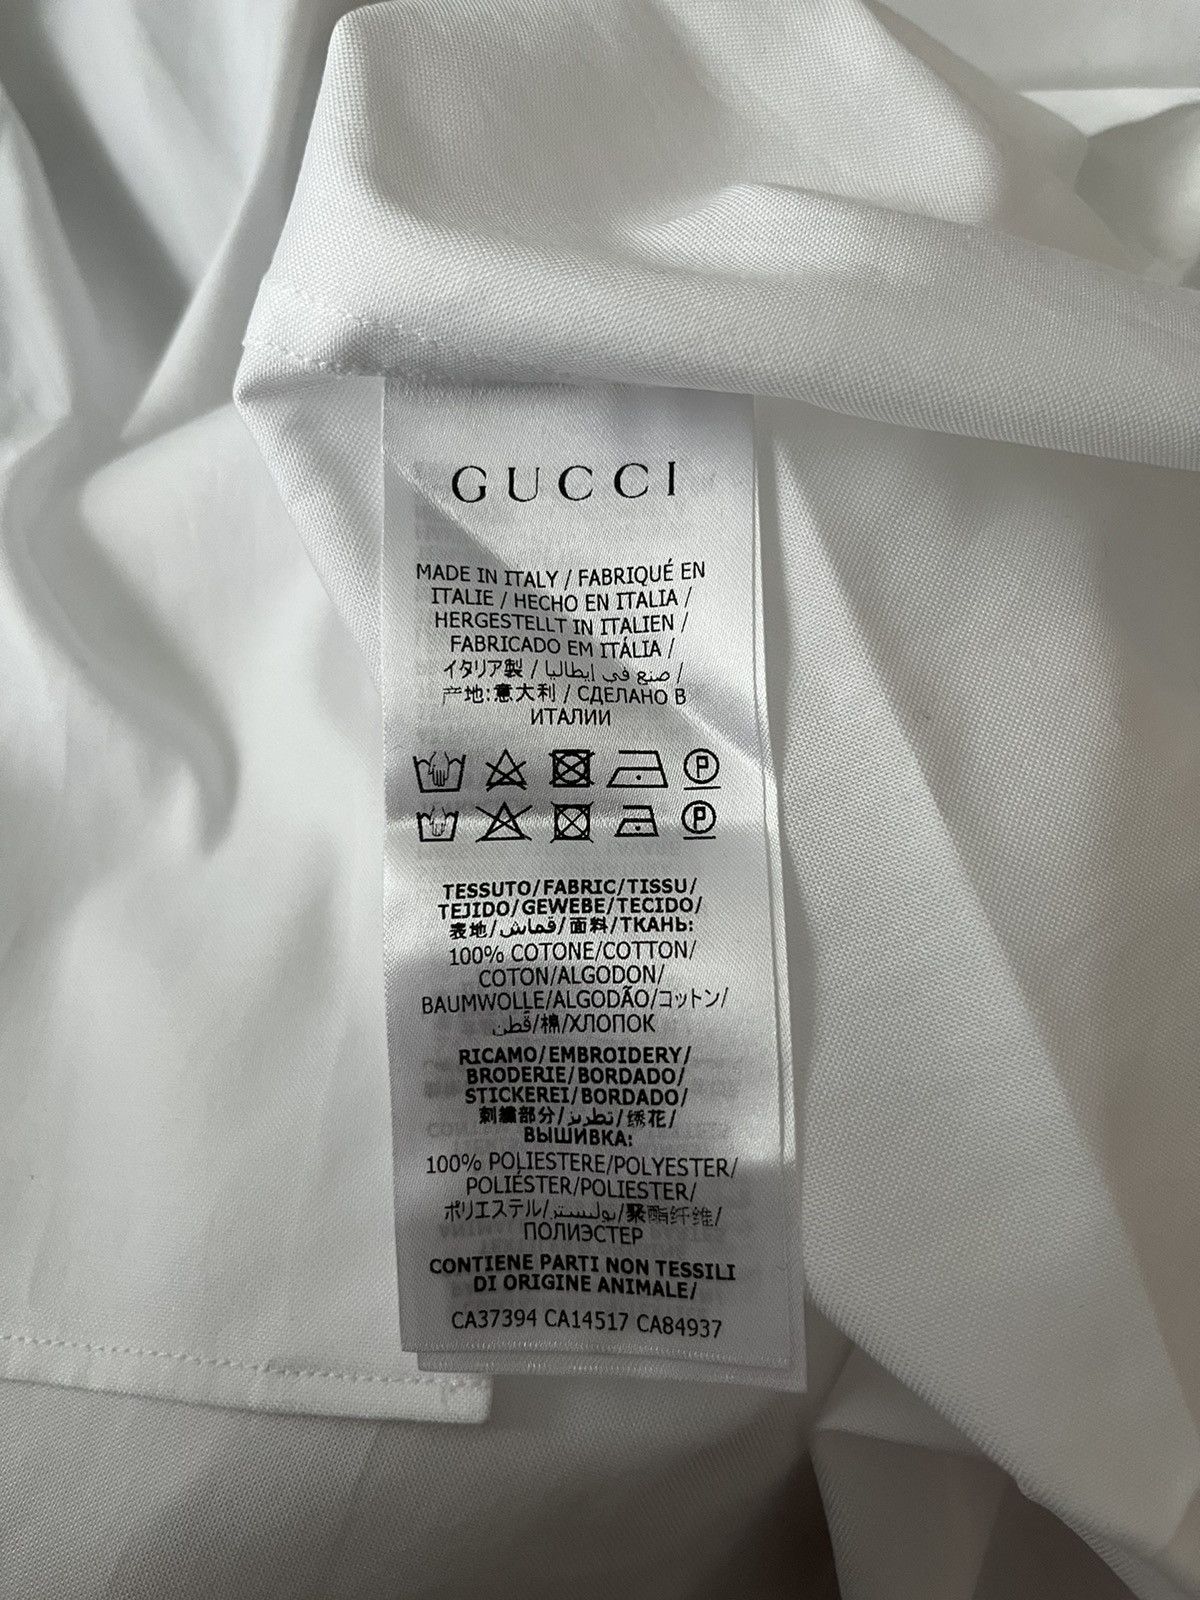 GUCCI
MADE IN ITALY / FABRIQUÉ EN
ITALIE / HECHO EN ITALIA /
HERGESTELLT IN ITALIEN /
FABRICADO EM ITÁLIA /
イタリア製 / صنع في إيطاليا /
产地:意大利 / СДЕЛАНО В
ИТАЛИИ
P
P
TESSUTO/FABRIC/TISSU/
TEJIDO/GEWEBE/TECIDO/
表地/قماش/面料/ТКАНЬ:
100% COTONE/COTTON/
COTON/ALGODON/
BAUMWOLLE/ALGODÃO/コットン/
قطن/棉/ХЛОПОК
RICAMO/EMBROIDERY/
BRODERIE/BORDADO/
STICKEREI/BORDADO/
刺繍部分/تطريز/绣花/
ВЫШИВКА:
100% POLIESTERE/POLYESTER/
POLIÉSTER/POLIESTER/
ポリエステル/بوليستر/聚酯纤维/
ПОЛИЭСТЕР
CONTIENE PARTI NON TESSILI
DI ORIGINE ANIMALE/
CA37394 CA14517 CA84937